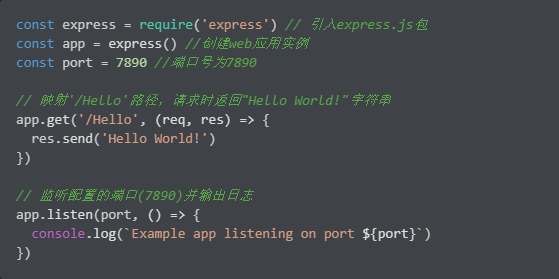 const express = require('express') // 引入express.js包
const app = express() //创建web应用实例
const port = 7890 //端口号为7890
// 映射'/Hello'路径，请求时返回"Hello World!"字符串
app.get('/Hello', (req, res) => {
  res.send('Hello World!')
})
// 监听配置的端口(7890)并输出日志
app.listen(port, () => {
  console.log(`Example app listening on port ${port}`)
})